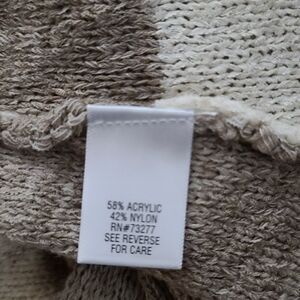 58% ACRYLIC
42% NYLON
RN#73277
SEE REVERSE
FOR CARE